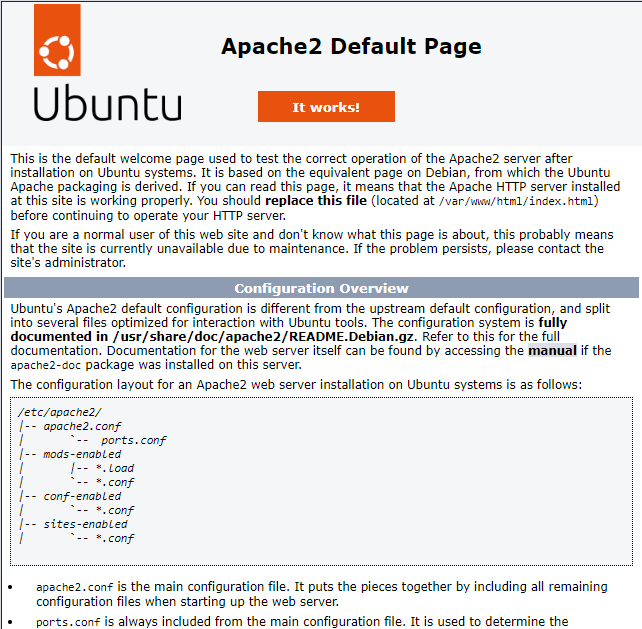 Apache2 Default Page
Ubuntu
It works!
This is the default welcome page used to test the correct operation of the Apache2 server after
installation on Ubuntu systems. It is based on the equivalent page on Debian, from which the Ubuntu
Apache packaging is derived. If you can read this page, it means that the Apache HTTP server installed
at this site is working properly. You should replace this file (located at /var/www/html/index.html)
before continuing to operate your HTTP server.
If you are a normal user of this web site and don't know what this page is about, this probably means
that the site is currently unavailable due to maintenance. If the problem persists, please contact the
site's administrator.
Configuration Overview
Ubuntu's Apache2 default configuration is different from the upstream default configuration, and split
into several files optimized for interaction with Ubuntu tools. The configuration system is fully
documented in /usr/share/doc/apache2/README.Debian.gz. Refer to this for the full
documentation. Documentation for the web server itself can be found by accessing the manual if the
apache2-doc package was installed on this server.
The configuration layout for an Apache2 web server installation on Ubuntu systems is as follows:
/etc/apache2/
|-- apache2.conf
|       `--  ports.conf
|-- mods-enabled
|       |-- *.load
|       `-- *.conf
|-- conf-enabled
|       `-- *.conf
|-- sites-enabled
|       `-- *.conf
• apache2.conf is the main configuration file. It puts the pieces together by including all remaining
configuration files when starting up the web server.
• ports.conf is always included from the main configuration file. It is used to determine the